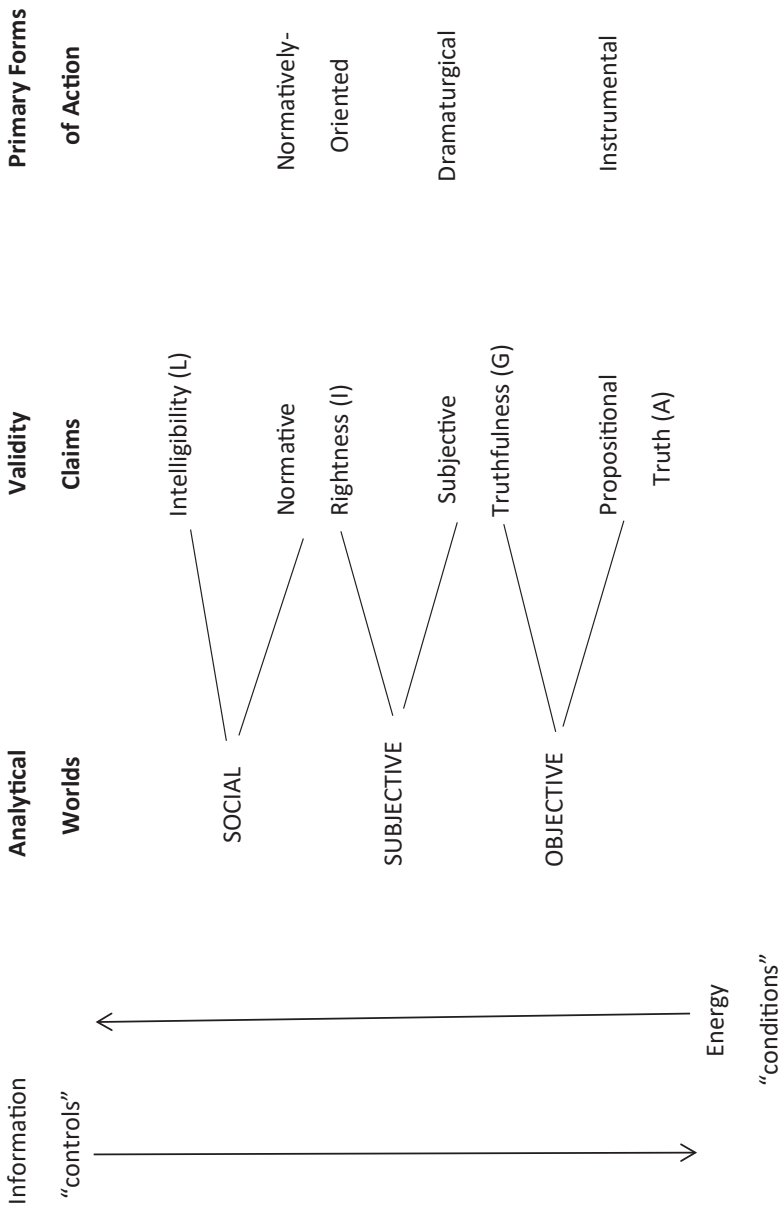 Information
“controls”
Energy
“conditions”
Analytical
Worlds
SOCIAL
SUBJECTIVE
OBJECTIVE
Validity
Claims
Intelligibility (L)
Normative
Rightness (I)
Subjective
Truthfulness (G)
Propositional
Truth (A)
Primary Forms
of Action
Normatively-
Oriented
Dramaturgical
Instrumental